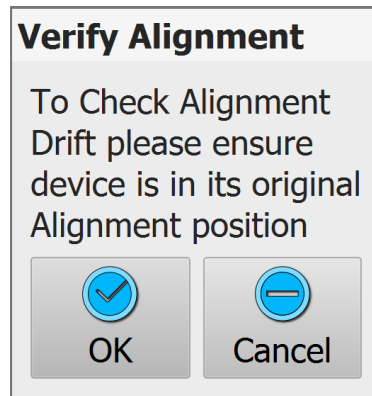 Verify Alignment
To Check Alignment
Drift please ensure
device is in its original
Alignment position
OK
Cancel